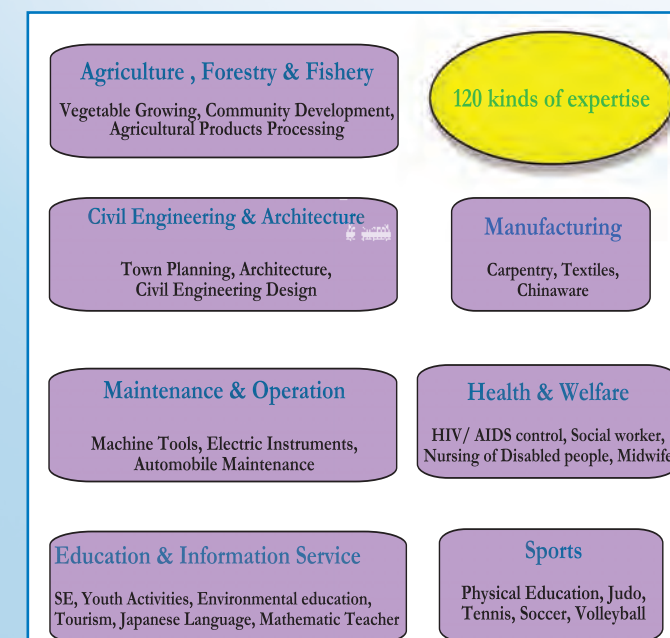 Agriculture , Forestry & Fishery
Vegetable Growing, Community Development,
Agricultural Products Processing
120 kinds of expertise
Civil Engineering & Architecture
Town Planning, Architecture,
Civil Engineering Design
Manufacturing
Carpentry, Textiles,
Chinaware
Maintenance & Operation
Machine Tools, Electric Instruments,
Automobile Maintenance
Health & Welfare
HIV/ AIDS control, Social worker,
Nursing of Disabled people, Midwife
Education & Information Service
SE, Youth Activities, Environmental education,
Tourism, Japanese Language, Mathematic Teacher
Sports
Physical Education, Judo,
Tennis, Soccer, Volleyball